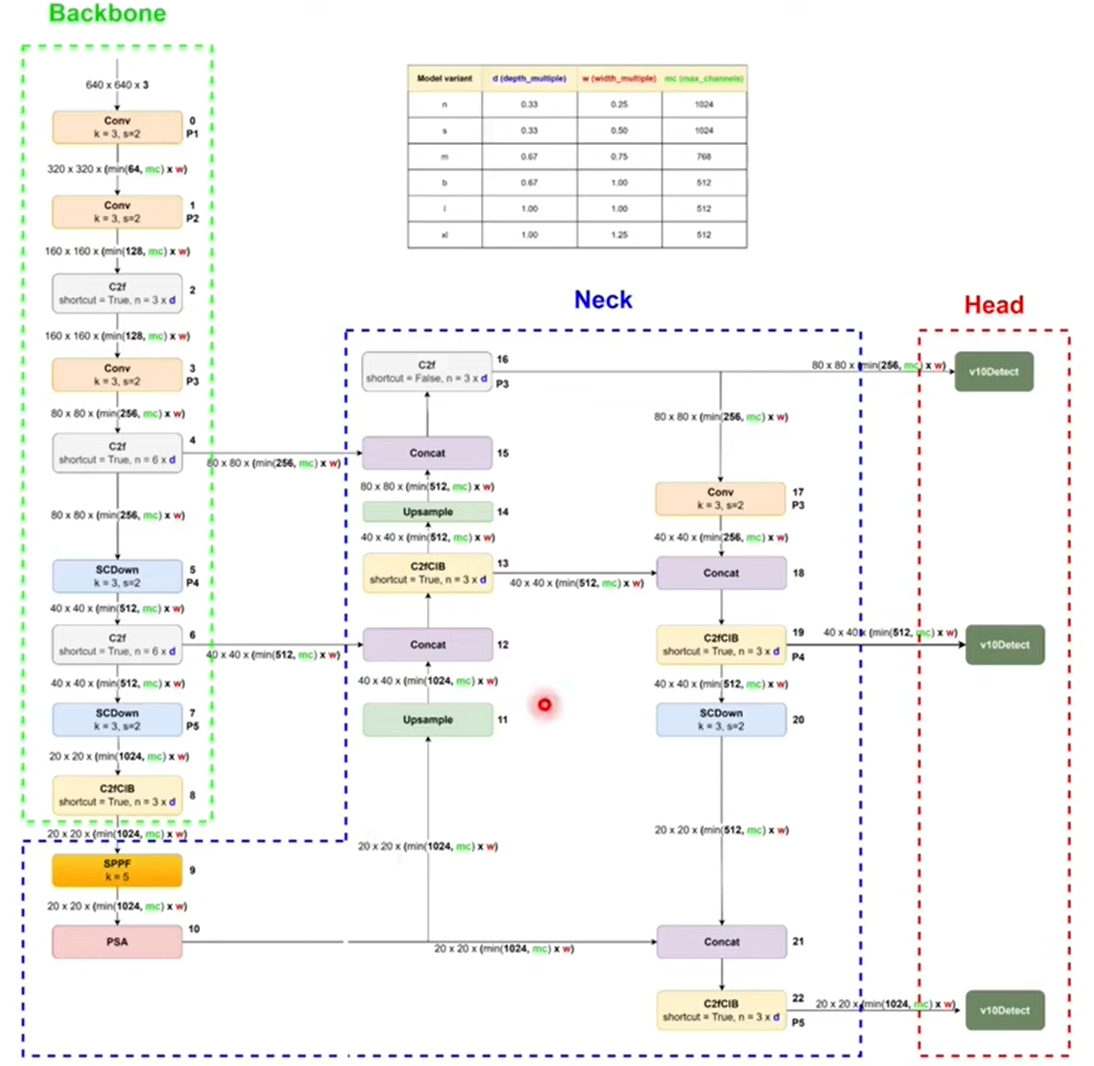 Backbone
640 x 640 x 3
Conv
k = 3, s=2
0
P1
320 x 320 x (min(64, mc) x w)
Conv
k = 3, s=2
1
P2
160 x 160 x (min(128, mc) x w)
C2f
shortcut = True, n = 3 x d
2
160 x 160 x (min(128, mc) x w)
Conv
k = 3, s=2
3
P3
80 x 80 x (min(256, mc) x w)
C2f
shortcut = True, n = 6 x d
4
80 x 80 x (min(256, mc) x w)
80 x 80 x (min(256, mc) x w)
SCDown
k = 3, s=2
5
P4
40 x 40 x (min(512, mc) x w)
C2f
shortcut = True, n = 6 x d
6
40 x 40 x (min(512, mc) x w)
40 x 40 x (min(512, mc) x w)
SCDown
k = 3, s=2
7
P5
20 x 20 x (min(1024, mc) x w)
C2fCIB
shortcut = True, n = 3 x d
8
20 x 20 x (min(1024, mc) x w)
SPPF
k = 5
9
20 x 20 x (min(1024, mc) x w)
PSA
10
Model variant d (depth_multiple) w (width_multiple) mc (max_channels)
n 0.33 0.25 1024
s 0.33 0.50 1024
m 0.67 0.75 768
b 0.67 1.00 512
l 1.00 1.00 512
xl 1.00 1.25 512
Neck
C2f
shortcut = False, n = 3 x d
16
P3
Concat
15
80 x 80 x (min(512, mc) x w)
Upsample
14
40 x 40 x (min(512, mc) x w)
C2fCIB
shortcut = True, n = 3 x d
13
40 x 40 x (min(512, mc) x w)
Concat
12
40 x 40 x (min(1024, mc) x w)
Upsample
11
20 x 20 x (min(1024, mc) x w)
20 x 20 x (min(1024, mc) x w)
80 x 80 x (min(256, mc) x w)
80 x 80 x (min(256, mc) x w)
Conv
k = 3, s=2
17
P3
40 x 40 x (min(256, mc) x w)
Concat
18
C2fCIB
shortcut = True, n = 3 x d
19
P4
40 x 40 x (min(512, mc) x w)
40 x 40 x (min(512, mc) x w)
SCDown
k = 3, s=2
20
20 x 20 x (min(512, mc) x w)
Concat
21
C2fCIB
shortcut = True, n = 3 x d
22
P5
20 x 20 x (min(1024, mc) x w)
Head
v10Detect
v10Detect
v10Detect